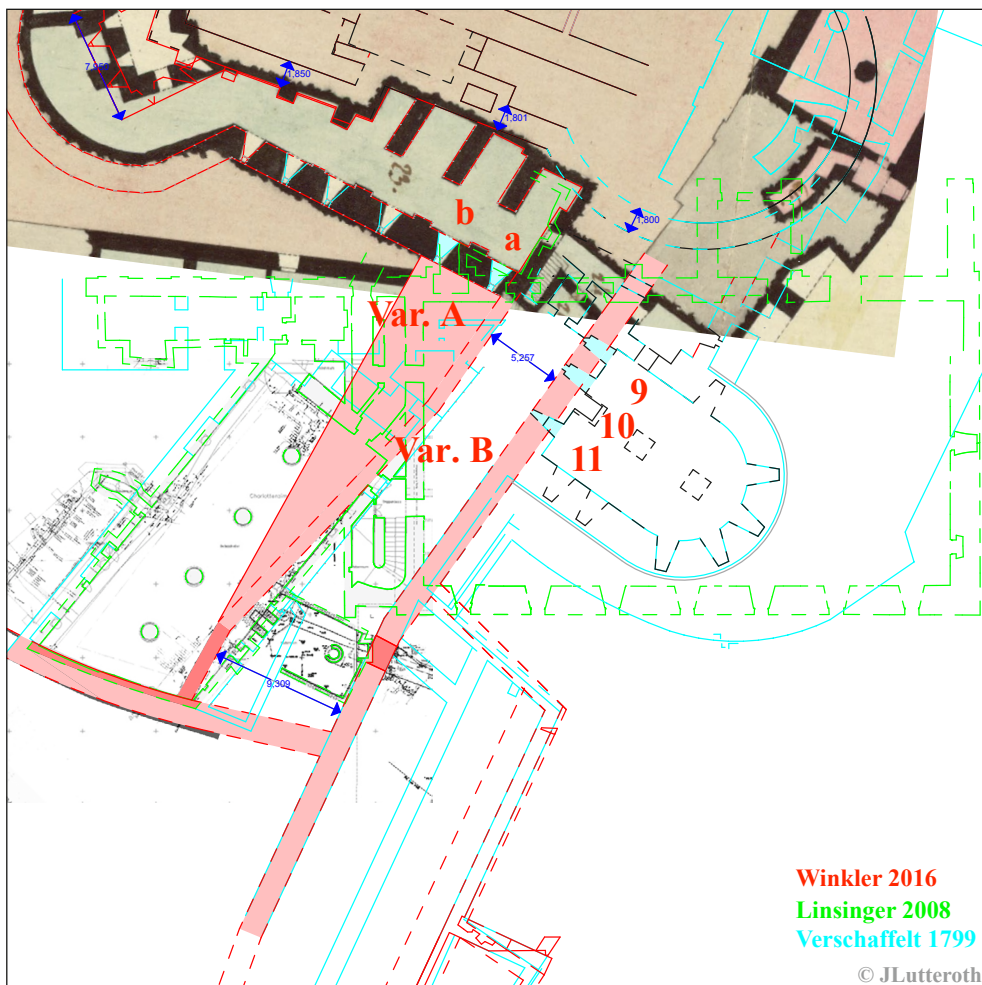 7,950
1,850
1,801
1,800
b
a
Var. A
5,257
9
10
Var. B
11
9,309
Winkler 2016
Linsinger 2008
Verschaffelt 1799
© JLutteroth